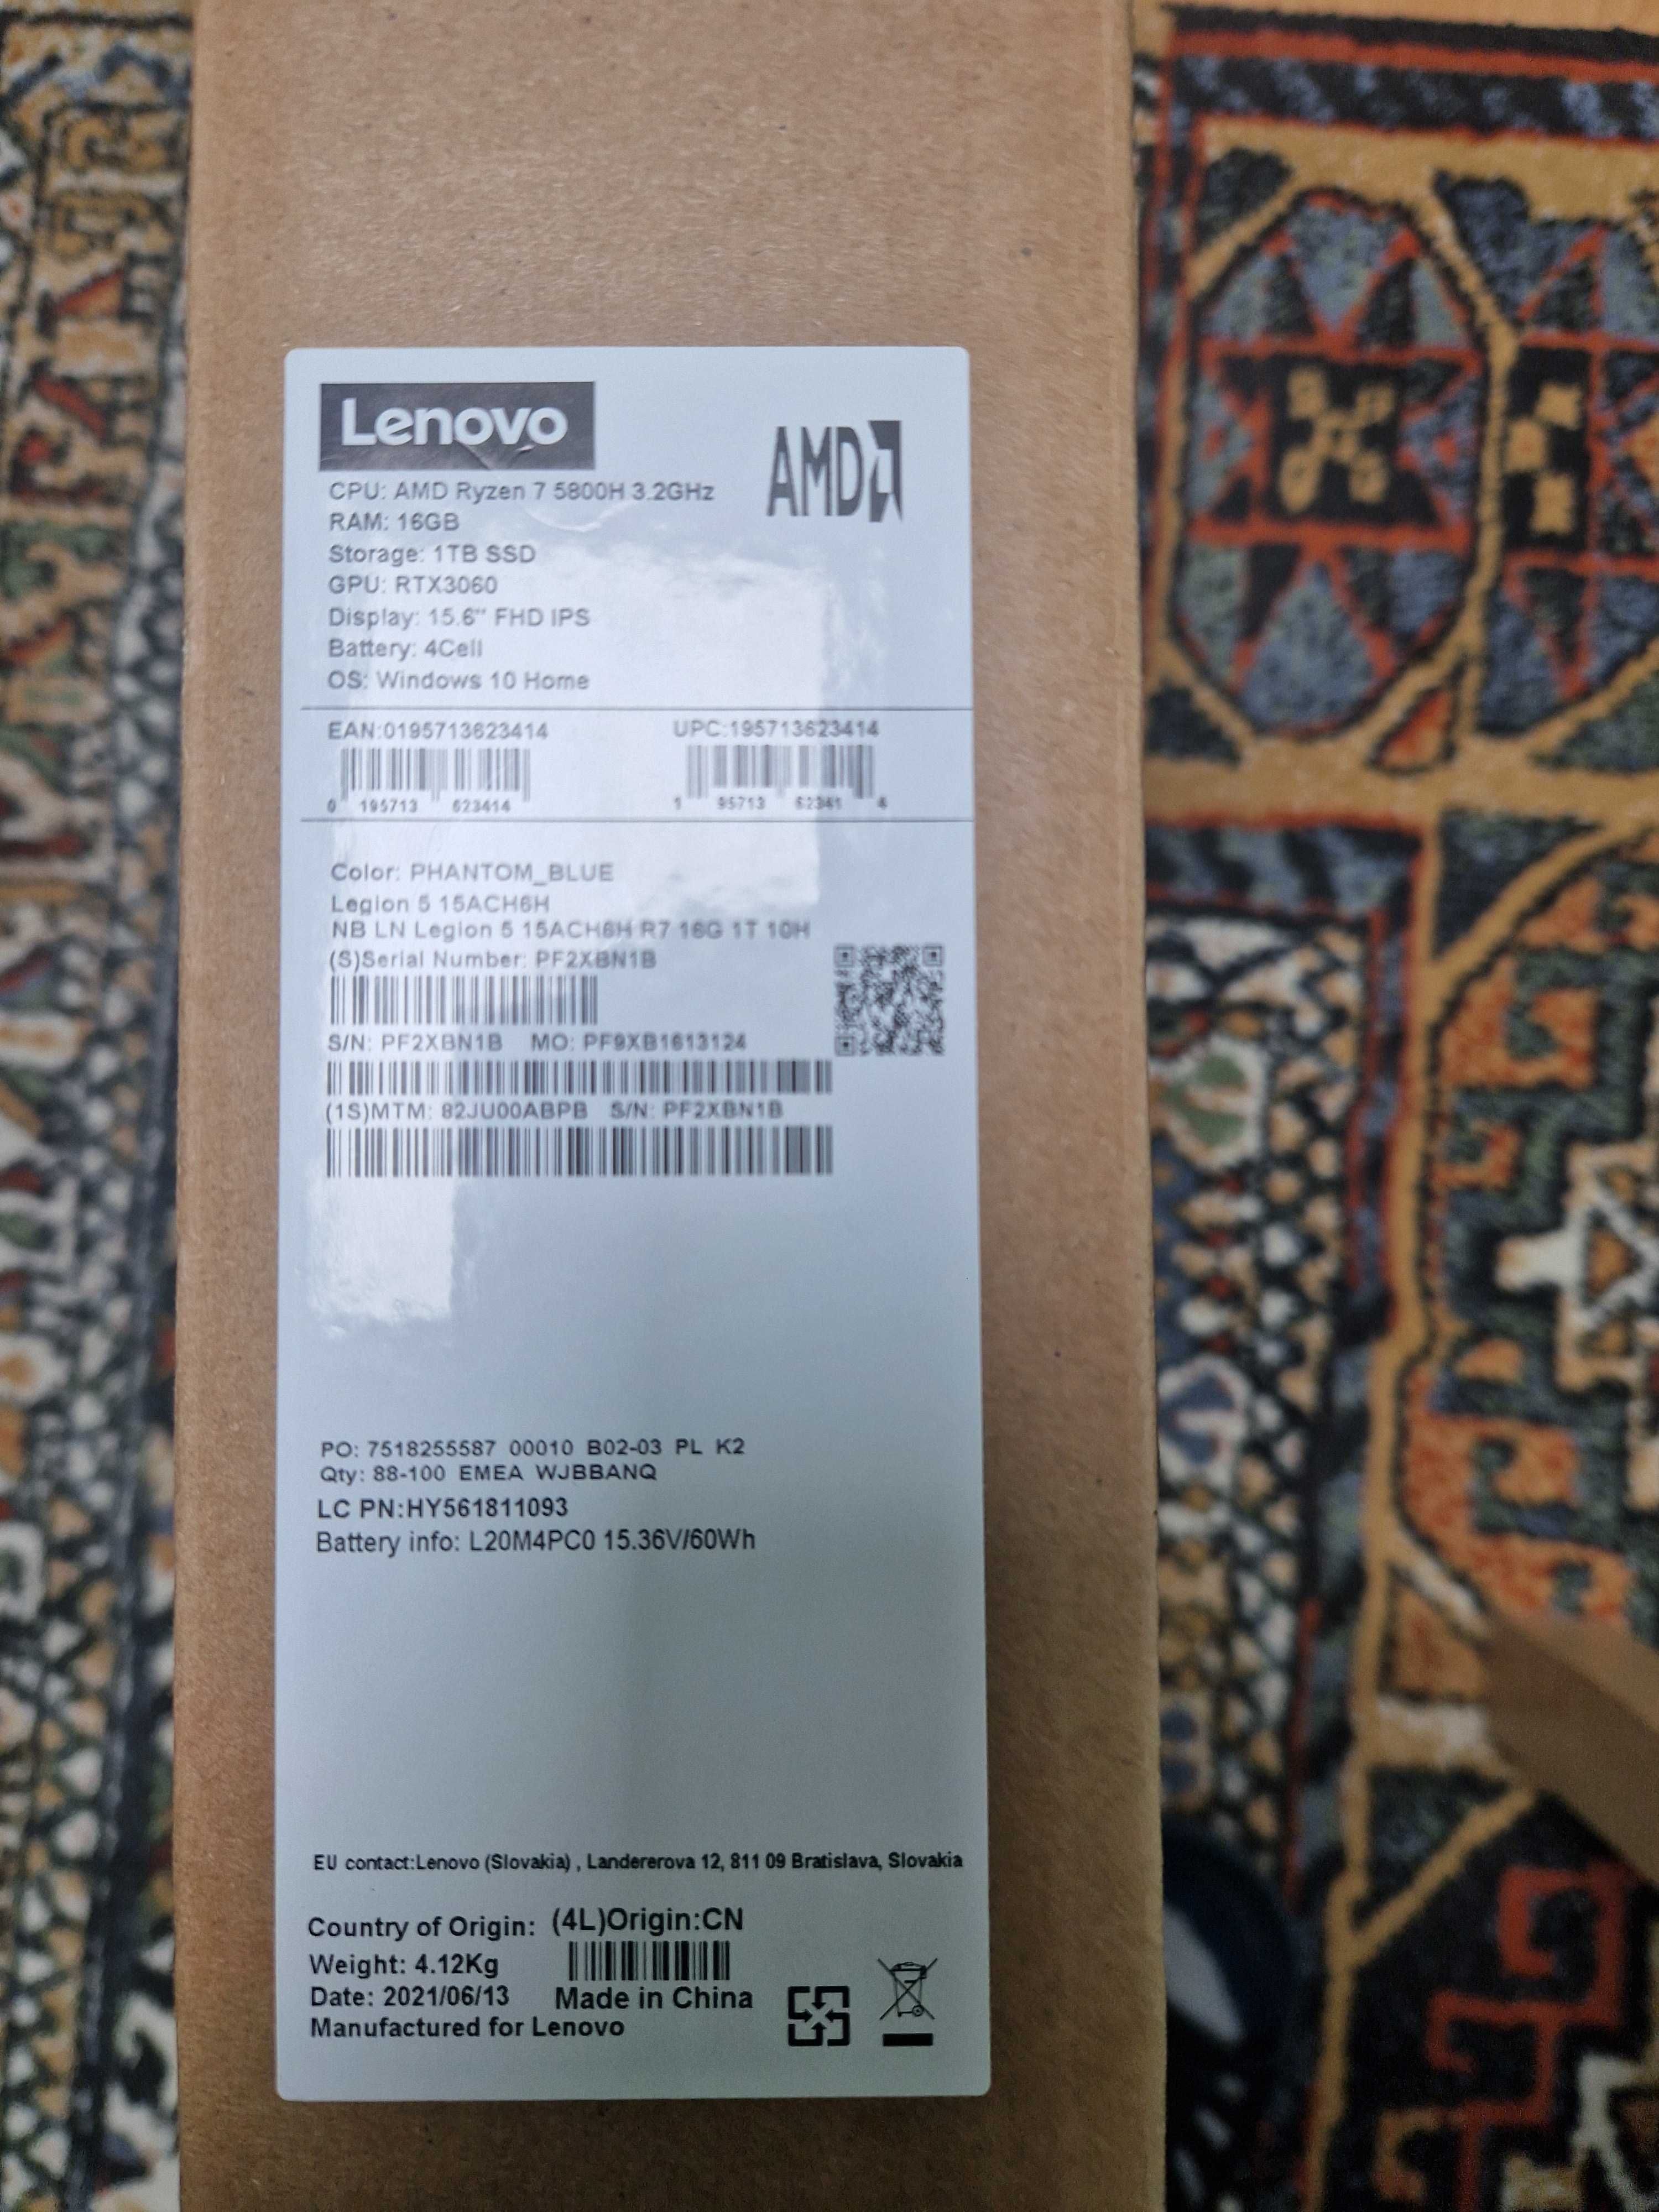 Lenovo
AMD
CPU: AMD Ryzen 7 5800H 3.2GHz
RAM: 16GB
Storage: 1TB SSD
GPU: RTX3060
Display: 15.6" FHD IPS
Battery: 4Cell
OS: Windows 10 Home
EAN:0195713623414 UPC:195713623414
0 195713 623414 1 95713 62341 4
Color: PHANTOM_BLUE
Legion 5 15ACH6H
NB LN Legion 5 15ACH6H R7 16G 1T 10H
(S)Serial Number: PF2XBN1B
S/N: PF2XBN1B MO: PF9XB1613124
(1S)MTM: 82JU00ABPB S/N: PF2XBN1B
PO: 7518255587 00010 B02-03 PL K2
Qty: 88-100 EMEA WJBBANQ
LC PN:HY561811093
Battery info: L20M4PC0 15.36V/60Wh
EU contact:Lenovo (Slovakia) , Landererova 12, 811 09 Bratislava, Slovakia
Country of Origin: (4L)Origin:CN
Weight: 4.12Kg
Date: 2021/06/13 Made in China
Manufactured for Lenovo